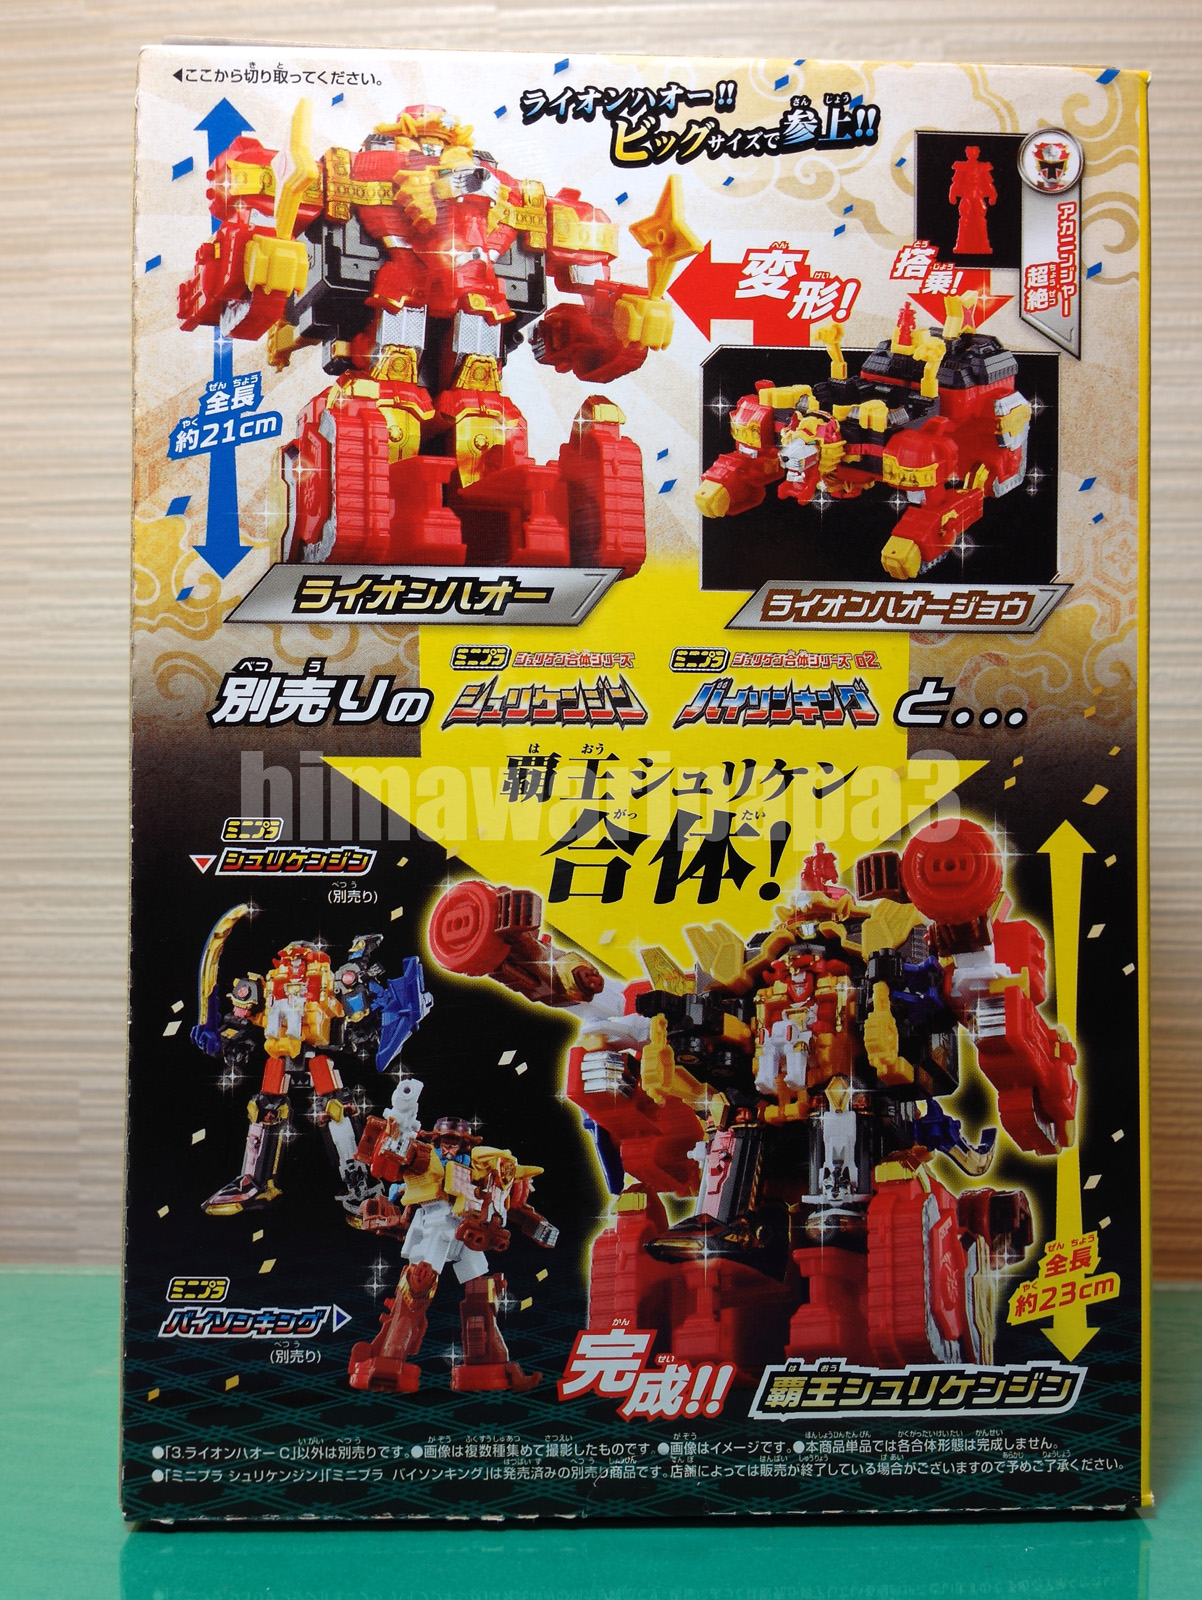 ◀ここから切り取ってください。
ライオンハオー!!
ビッグサイズで参上!!
アカニンジャー
超絶
変形!
搭乗!
全長
約21cm
ライオンハオー
ライオンハオージョウ
別売りの
ミニプラ シュリケン合体シリーズ
シュリケンジン
ミニプラ シュリケン合体シリーズ02
バイソンキング
と...
覇王シュリケン
合体!
himawaripapa3
ミニプラ
シュリケンジン
(別売り)
ミニプラ
バイソンキング
(別売り)
全長
約23cm
完成!!
覇王シュリケンジン
●「3.ライオンハオー C」以外は別売りです。●画像は複数種集めて撮影したものです。●画像はイメージです。●本商品単品では各合体形態は完成しません。
●「ミニプラ シュリケンジン」「ミニプラ バイソンキング」は発売済みの別売り商品です。店舗によっては販売が終了している場合がございますので予めご了承ください。